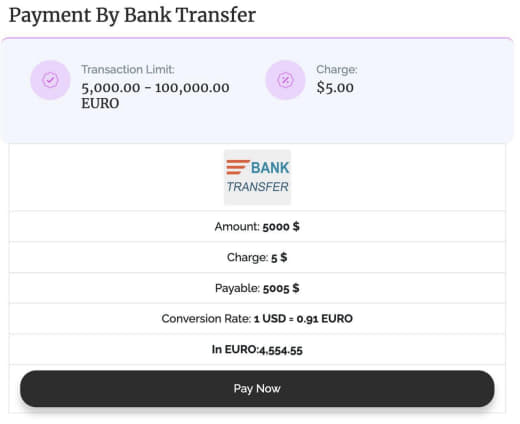 Payment By Bank Transfer
Transaction Limit:
5,000.00 - 100,000.00
EURO
Charge:
$5.00
BANK
TRANSFER
Amount: 5000 $
Charge: 5 $
Payable: 5005 $
Conversion Rate: 1 USD = 0.91 EURO
In EURO:4,554.55
Pay Now